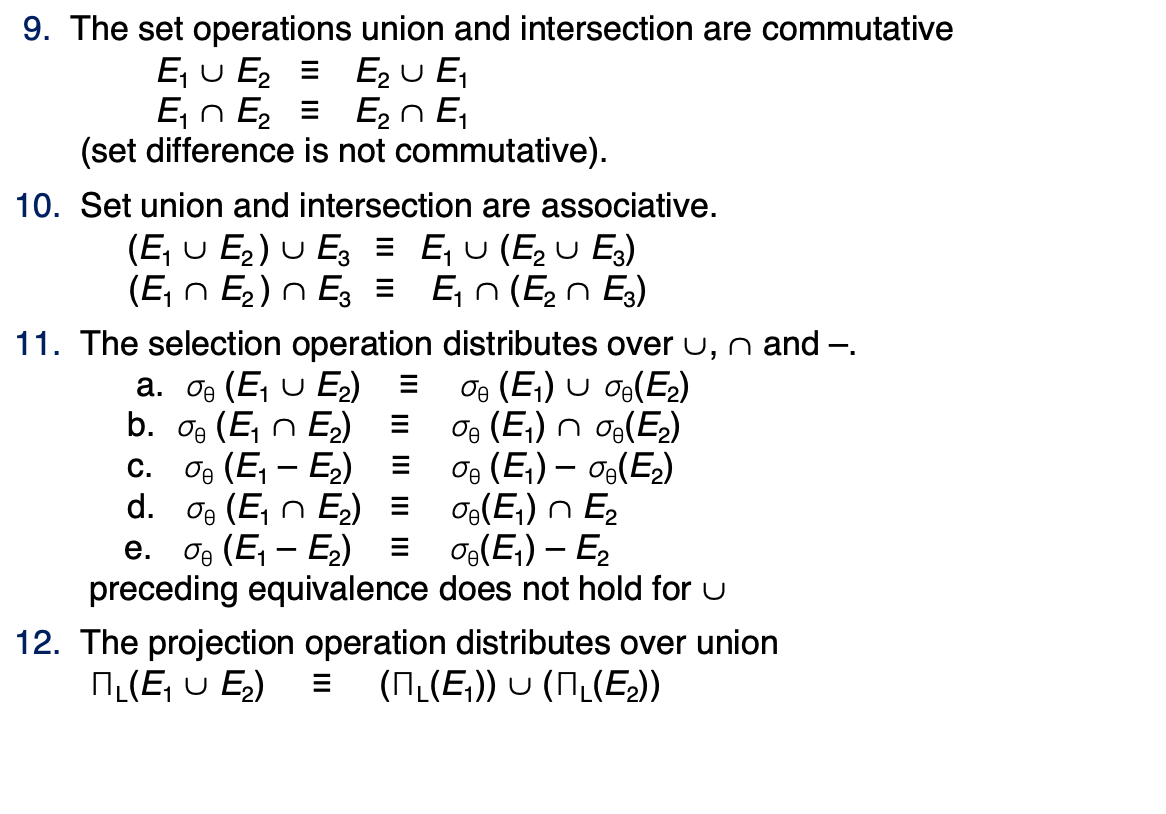 9. The set operations union and intersection are commutative
E₁ ∪ E₂ ≡ E₂ ∪ E₁
E₁ ∩ E₂ ≡ E₂ ∩ E₁
(set difference is not commutative).
10. Set union and intersection are associative.
(E₁ ∪ E₂) ∪ E₃ ≡ E₁ ∪ (E₂ ∪ E₃)
(E₁ ∩ E₂) ∩ E₃ ≡ E₁ ∩ (E₂ ∩ E₃)
11. The selection operation distributes over ∪, ∩ and –.
a. σθ (E₁ ∪ E₂) ≡ σθ (E₁) ∪ σθ(E₂)
b. σθ (E₁ ∩ E₂) ≡ σθ (E₁) ∩ σθ(E₂)
c. σθ (E₁ – E₂) ≡ σθ (E₁) – σθ(E₂)
d. σθ (E₁ ∩ E₂) ≡ σθ(E₁) ∩ E₂
e. σθ (E₁ – E₂) ≡ σθ(E₁) – E₂
preceding equivalence does not hold for ∪
12. The projection operation distributes over union
Π_L(E₁ ∪ E₂) ≡ (Π_L(E₁)) ∪ (Π_L(E₂))